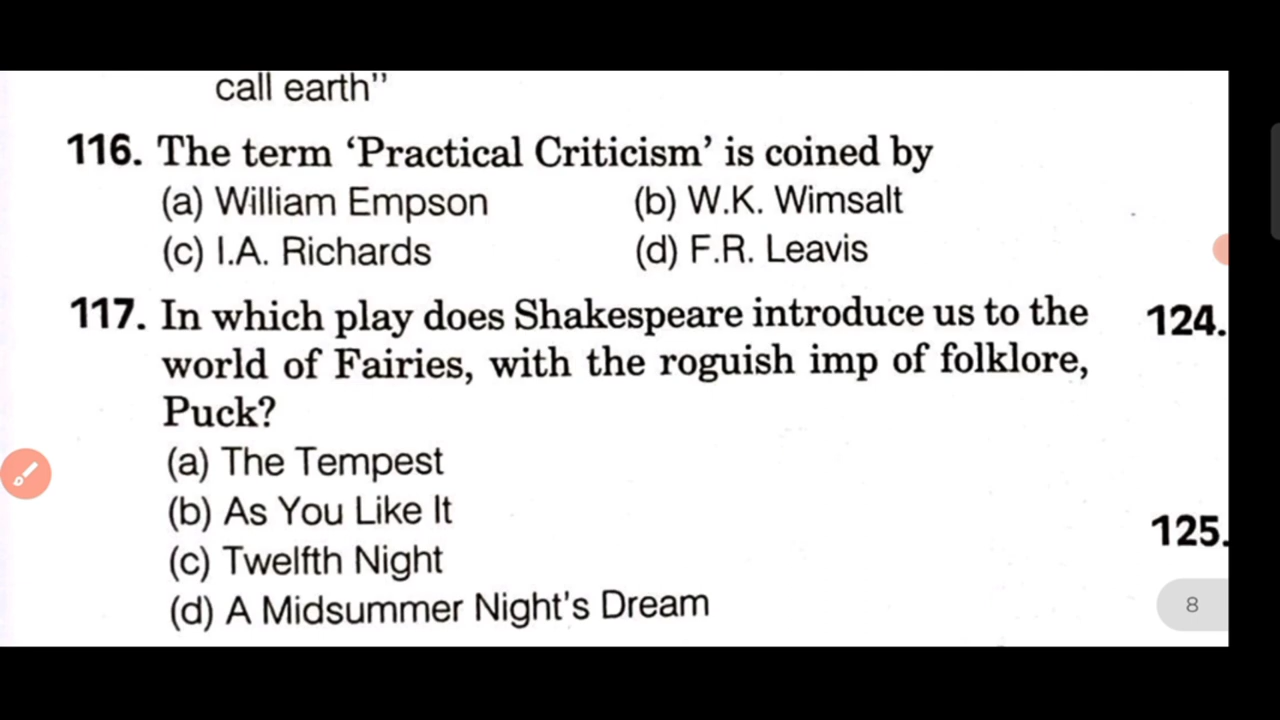 call earth”
116. The term ‘Practical Criticism’ is coined by
(a) William Empson (b) W.K. Wimsalt
(c) I.A. Richards (d) F.R. Leavis
117. In which play does Shakespeare introduce us to the
world of Fairies, with the roguish imp of folklore,
Puck?
(a) The Tempest
(b) As You Like It
(c) Twelfth Night
(d) A Midsummer Night's Dream
124.
125.
8